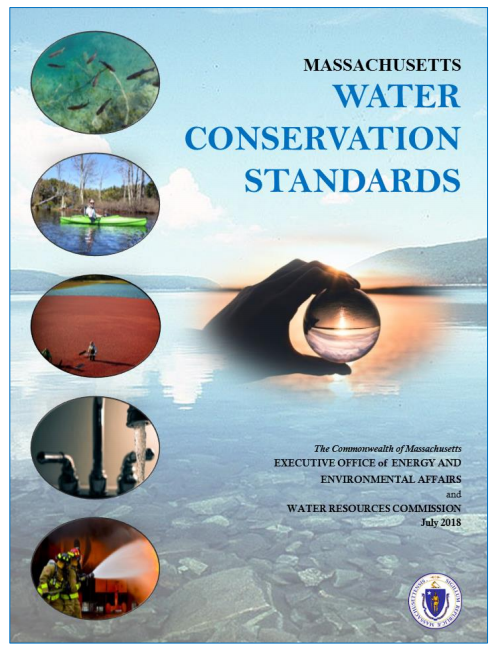 MASSACHUSETTS
WATER
CONSERVATION
STANDARDS
The Commonwealth of Massachusetts
EXECUTIVE OFFICE of ENERGY AND
ENVIRONMENTAL AFFAIRS
and
WATER RESOURCES COMMISSION
July 2018